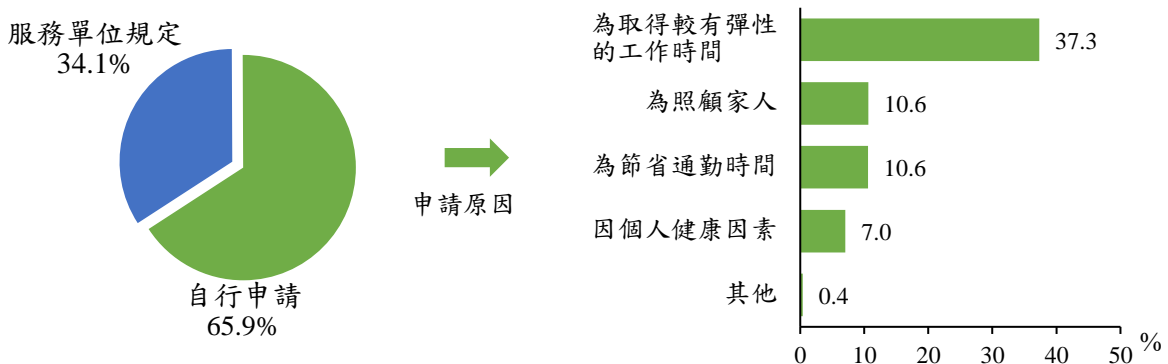 服務單位規定
34.1%
自行申請
65.9%
申請原因
為取得較有彈性
的工作時間
37.3
為照顧家人
10.6
為節省通勤時間
10.6
因個人健康因素
7.0
其他
0.4
0 10 20 30 40 50 %